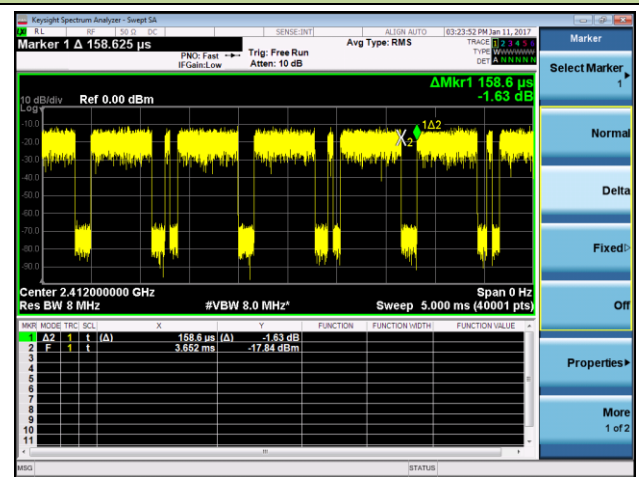 Keysight Spectrum Analyzer - Swept SA
RL RF 50 Ω DC SENSE:INT ALIGN AUTO 03:23:52 PM Jan 11, 2017
Marker 1 Δ 158.625 µs
PNO: Fast
IFGain:Low
Trig: Free Run
Atten: 10 dB
Avg Type: RMS
TRACE 1 2 3 4 5 6
TYPE WWWWWW
DET A N N N N N
ΔMkr1 158.6 µs
-1.63 dB
10 dB/div Ref 0.00 dBm
Log
-10.0
-20.0
-30.0
-40.0
-50.0
-60.0
-70.0
-80.0
-90.0
1Δ2
X2
Center 2.412000000 GHz Span 0 Hz
Res BW 8 MHz #VBW 8.0 MHz* Sweep 5.000 ms (40001 pts)
MKR MODE TRC SCL X Y FUNCTION FUNCTION WIDTH FUNCTION VALUE
1 Δ2 1 t (Δ) 158.6 µs (Δ) -1.63 dB
2 F 1 t 3.652 ms -17.84 dBm
3
4
5
6
7
8
9
10
11
MSG STATUS
Marker
Select Marker
1
Normal
Delta
Fixed
Off
Properties
More
1 of 2